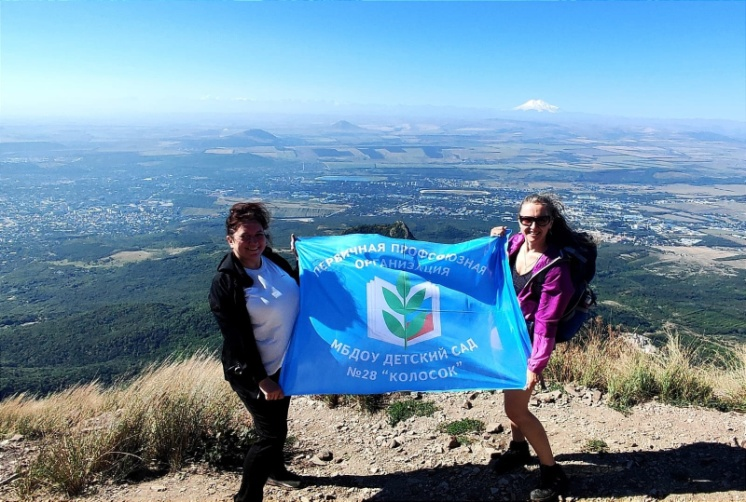 ПЕРВИЧНАЯ ПРОФСОЮЗНАЯ
ОРГАНИЗАЦИЯ
МБДОУ ДЕТСКИЙ САД
№28 "КОЛОСОК"